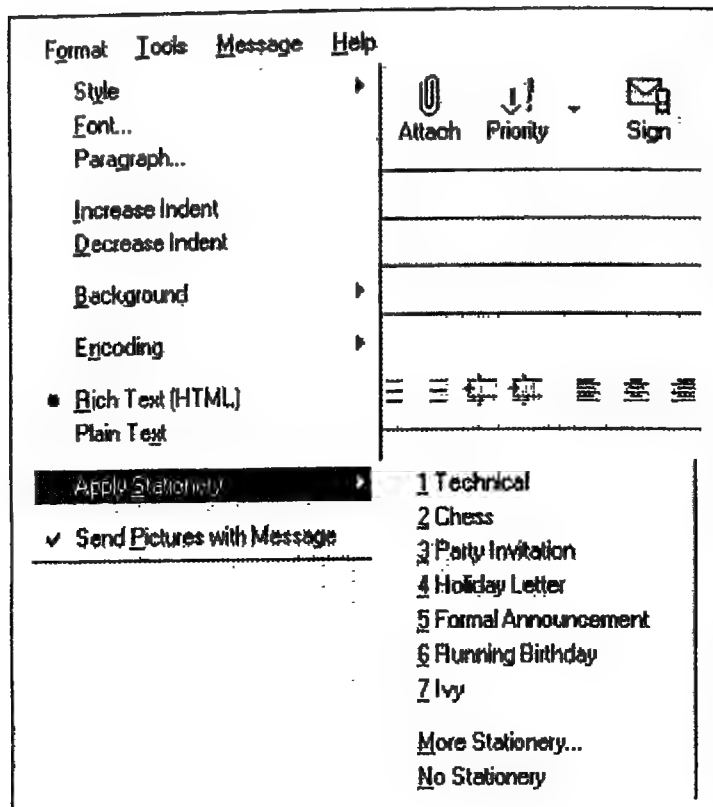 Format Tools Message Help
Style
Font...
Paragraph...
Attach Priority Sign
Increase Indent
Decrease Indent
Background
Encoding
Rich Text (HTML)
Plain Text
Apply Stationery
Send Pictures with Message
1 Technical
2 Chess
3 Party Invitation
4 Holiday Letter
5 Formal Announcement
6 Running Birthday
7 Ivy
More Stationery...
No Stationery